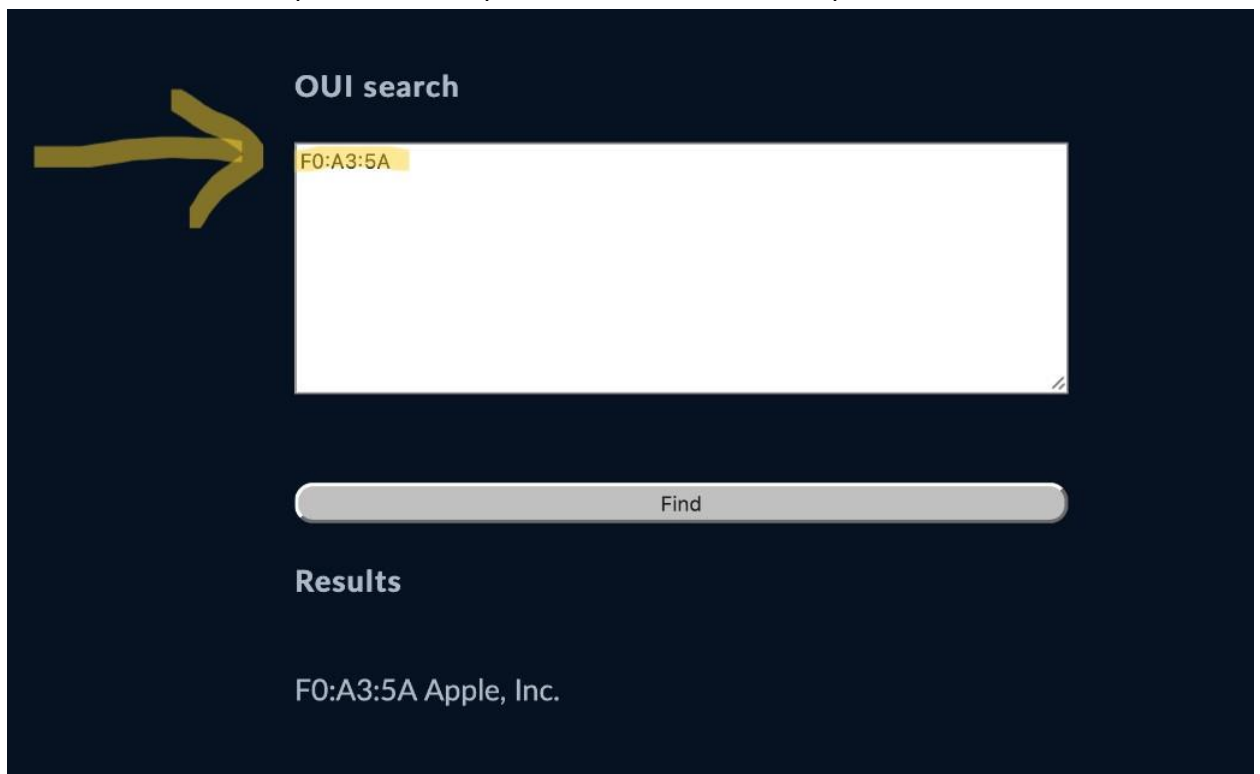 OUI search
F0:A3:5A
Find
Results
F0:A3:5A Apple, Inc.